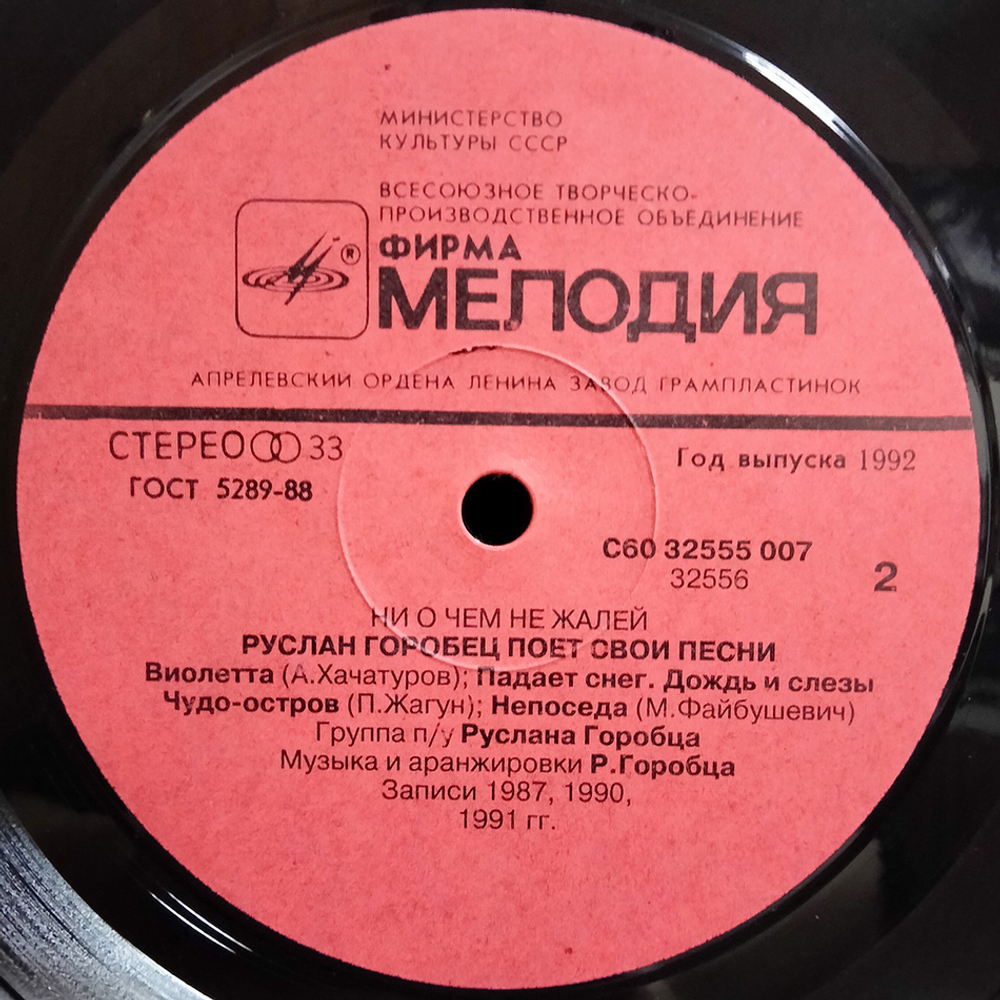 МИНИСТЕРСТВО
КУЛЬТУРЫ СССР
ВСЕСОЮЗНОЕ ТВОРЧЕСКО-
ПРОИЗВОДСТВЕННОЕ ОБЪЕДИНЕНИЕ
ФИРМА
®
МЕЛОДИЯ
АПРЕЛЕВСКИЙ ОРДЕНА ЛЕНИНА ЗАВОД ГРАМПЛАСТИНОК
СТЕРЕО 33
Год выпуска 1992
ГОСТ 5289-88
С60 32555 007
32556
2
НИ О ЧЕМ НЕ ЖАЛЕЙ
РУСЛАН ГОРОБЕЦ ПОЕТ СВОИ ПЕСНИ
Виолетта (А.Хачатуров); Падает снег. Дождь и слезы
Чудо-остров (П.Жагун); Непоседа (М.Файбушевич)
Группа п/у Руслана Горобца
Музыка и аранжировки Р.Горобца
Записи 1987, 1990,
1991 гг.